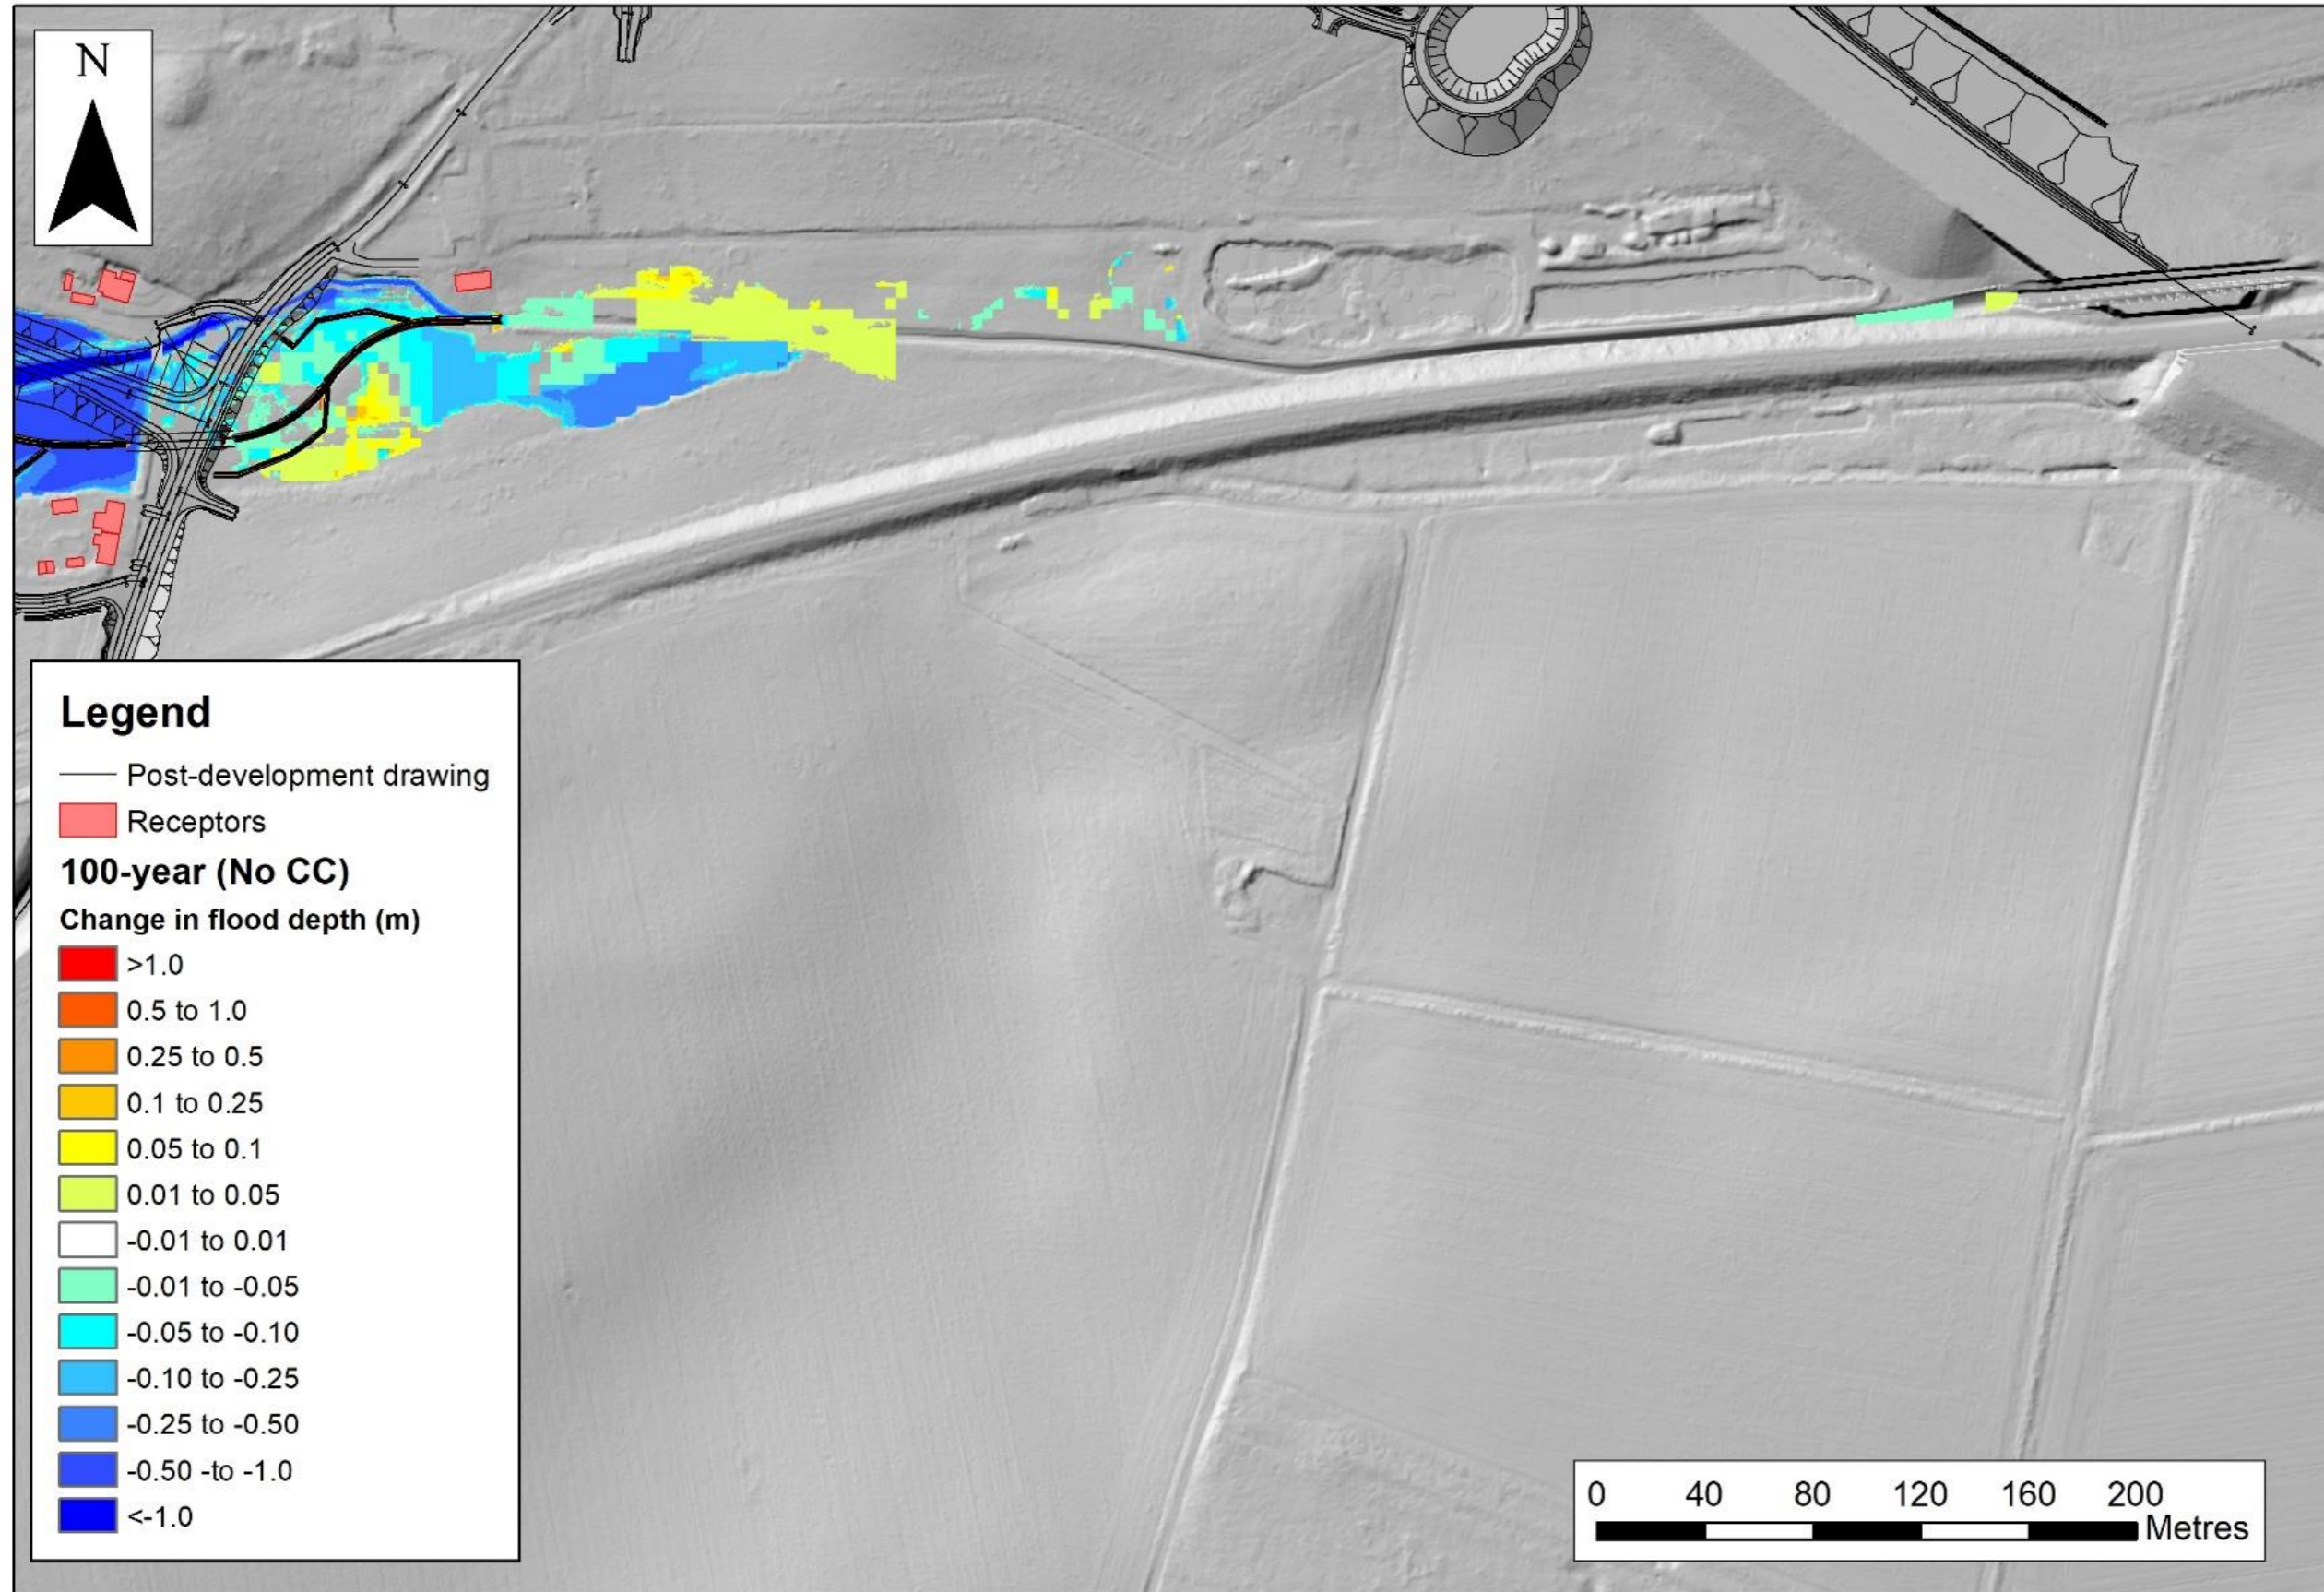 N
Legend
Post-development drawing
Receptors
100-year (No CC)
Change in flood depth (m)
>1.0
0.5 to 1.0
0.25 to 0.5
0.1 to 0.25
0.05 to 0.1
0.01 to 0.05
-0.01 to 0.01
-0.01 to -0.05
-0.05 to -0.10
-0.10 to -0.25
-0.25 to -0.50
-0.50 -to -1.0
<-1.0
0 40 80 120 160 200
Metres